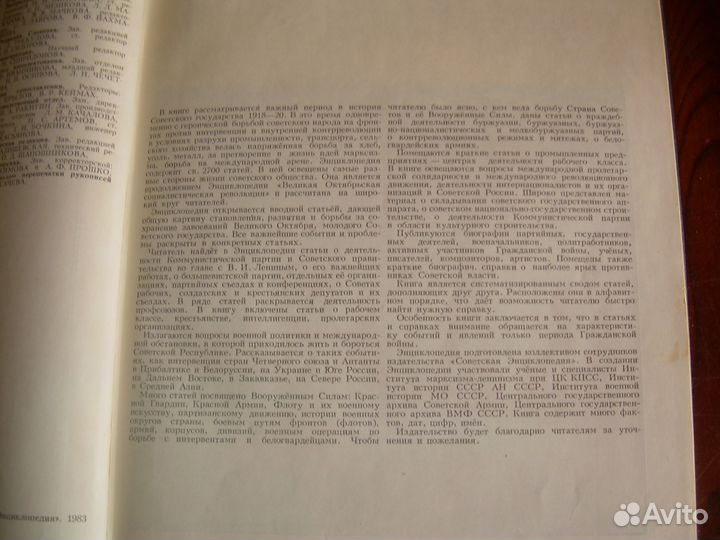 В книге рассматривается важный период в истории
Советского государства 1918—20. В это время одновре-
менно с героической борьбой советского народа на фрон-
тах против интервенции и внутренней контрреволюции
в условиях разрухи промышленности, транспорта, сель-
ского хозяйства велась напряжённая борьба за хлеб,
металл, за претворение в жизнь идей марксиз-
ма, борьба на международной арене. Энциклопедия
содержит св. 2700 статей. В ней освещены самые раз-
ные стороны жизни советского общества. Она является
продолжением Энциклопедии «Великая Октябрьская
социалистическая революция» и рассчитана на широ-
кий круг читателей.
Энциклопедия открывается вводной статьёй, дающей
общую картину становления, развития и борьбы за со-
хранение завоеваний Великого Октября, молодого Со-
ветского государства. Все важнейшие события и пробле-
мы раскрыты в конкретных статьях.
Читатель найдёт в Энциклопедии статьи о деятель-
ности Коммунистической партии и Советского прави-
тельства во главе с В. И. Лениным, о его важнейших
работах, о большевистской партии, отдельных её органи-
зациях, партийных съездах и конференциях, о Советах
рабочих, солдатских и крестьянских депутатов и их
съездах. В ряде статей раскрывается деятельность
профсоюзов. В книгу включены статьи о рабочем
классе, крестьянстве, интеллигенции, пролетарских
организациях.
Излагаются вопросы военной политики и международ-
ной обстановки, в которой приходилось жить и бороться
Советской Республике. Рассказывается о таких событи-
ях, как интервенция стран Четверного союза и Антанты
в Прибалтике и Белоруссии, на Украине и Юге России,
на Дальнем Востоке, в Закавказье, на Севере России,
в Средней Азии.
Много статей посвящено Вооружённым Силам: Крас-
ной Гвардии, Красной Армии, Флоту и их военному
искусству, партизанскому движению, истории военных
округов страны, боевым путям фронтов (флотов),
армий, корпусов, дивизий, военным операциям по
борьбе с интервентами и белогвардейцами. Чтобы
читателю было ясно, с кем вела борьбу Страна Сове-
тов и её Вооружённые Силы, даны статьи о враждеб-
ной деятельности буржуазных, буржуаз-
но-националистических и мелкобуржуазных партий,
о контрреволюционных режимах и мятежах, о бело-
гвардейских армиях.
Помещаются краткие статьи о промышленных пред-
приятиях — центрах деятельности рабочего класса.
В книге освещаются вопросы международной пролетар-
ской солидарности и международного революционного
движения, деятельности интернационалистов и их орга-
низаций в Советской России. Широко представлен ма-
териал о складывании советского государственного ап-
парата, о советском национально-государственном стро-
ительстве, о деятельности Коммунистической партии
в области культурного строительства.
Публикуются биографии партийных, государствен-
ных деятелей, военачальников, политработников,
активных участников Гражданской войны, учёных,
писателей, композиторов, артистов. Помещены также
краткие биографич. справки о наиболее ярых против-
никах Советской власти.
Книга является систематизированным сводом статей,
дополняющих друг друга. Расположены они в алфавит-
ном порядке, что даёт возможность читателю быстро
найти нужную справку.
Особенность книги заключается в том, что в статьях
и справках внимание обращается на характеристи-
ку событий и явлений только периода Гражданской
войны.
Энциклопедия подготовлена коллективом сотрудников
издательства «Советская Энциклопедия». В создании
Энциклопедии участвовали учёные и специалисты Инсти-
тута марксизма-ленинизма при ЦК КПСС, Инсти-
тута истории СССР АН СССР, Института военной
истории МО СССР, Центрального государственного
архива Советской Армии, Центрального государствен-
ного архива ВМФ СССР. Книга содержит много фак-
тов, дат, цифр, имён.
Издательство будет благодарно читателям за уточ-
нения и пожелания.
Энциклопедия». 1983
Avito